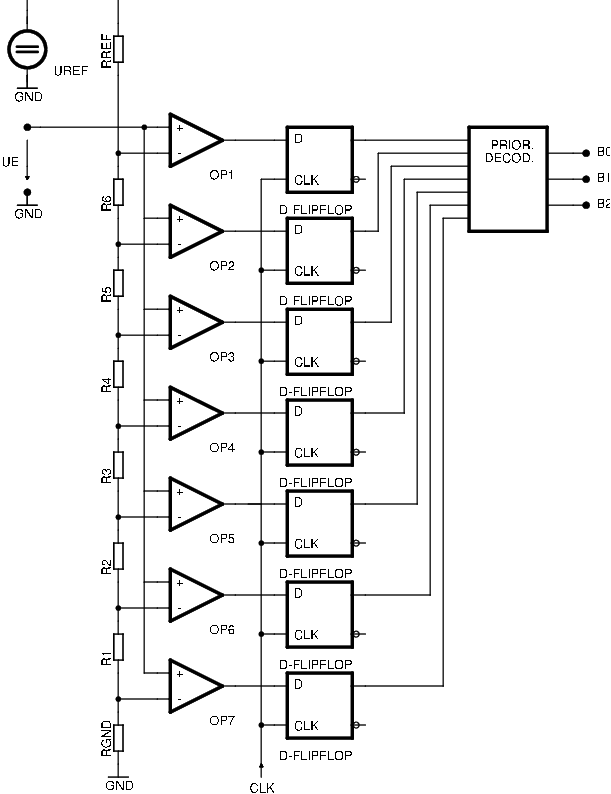 RREF
UREF
GND
UE
GND
+
-
OP1
D
CLK
D-FLIPFLOP
PRIOR.
DECOD.
B0
B1
B2
R6
+
-
OP2
D
CLK
D-FLIPFLOP
R5
+
-
OP3
D
CLK
D-FLIPFLOP
R4
+
-
OP4
D
CLK
D-FLIPFLOP
R3
+
-
OP5
D
CLK
D-FLIPFLOP
R2
+
-
OP6
D
CLK
D-FLIPFLOP
R1
+
-
OP7
D
CLK
D-FLIPFLOP
RGND
GND
CLK